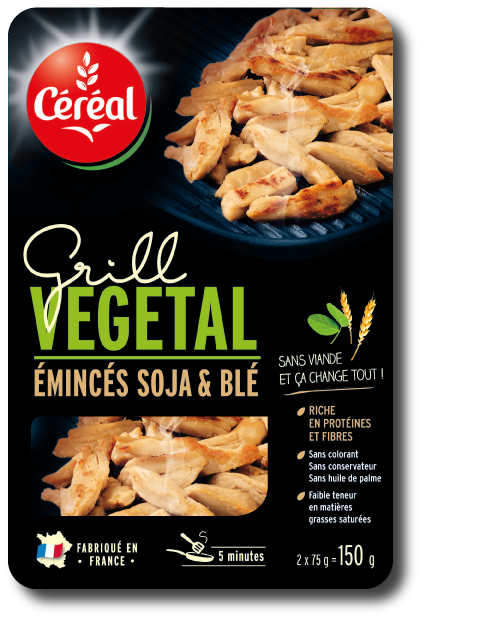 Céréal
Grill
VEGETAL
ÉMINCÉS SOJA & BLÉ
SANS VIANDE
ET ÇA CHANGE TOUT !
RICHE
EN PROTÉINES
ET FIBRES
Sans colorant
Sans conservateur
Sans huile de palme
Faible teneur
en matières
grasses saturées
FABRIQUÉ EN
• FRANCE •
5 minutes
2 x 75 g = 150 g